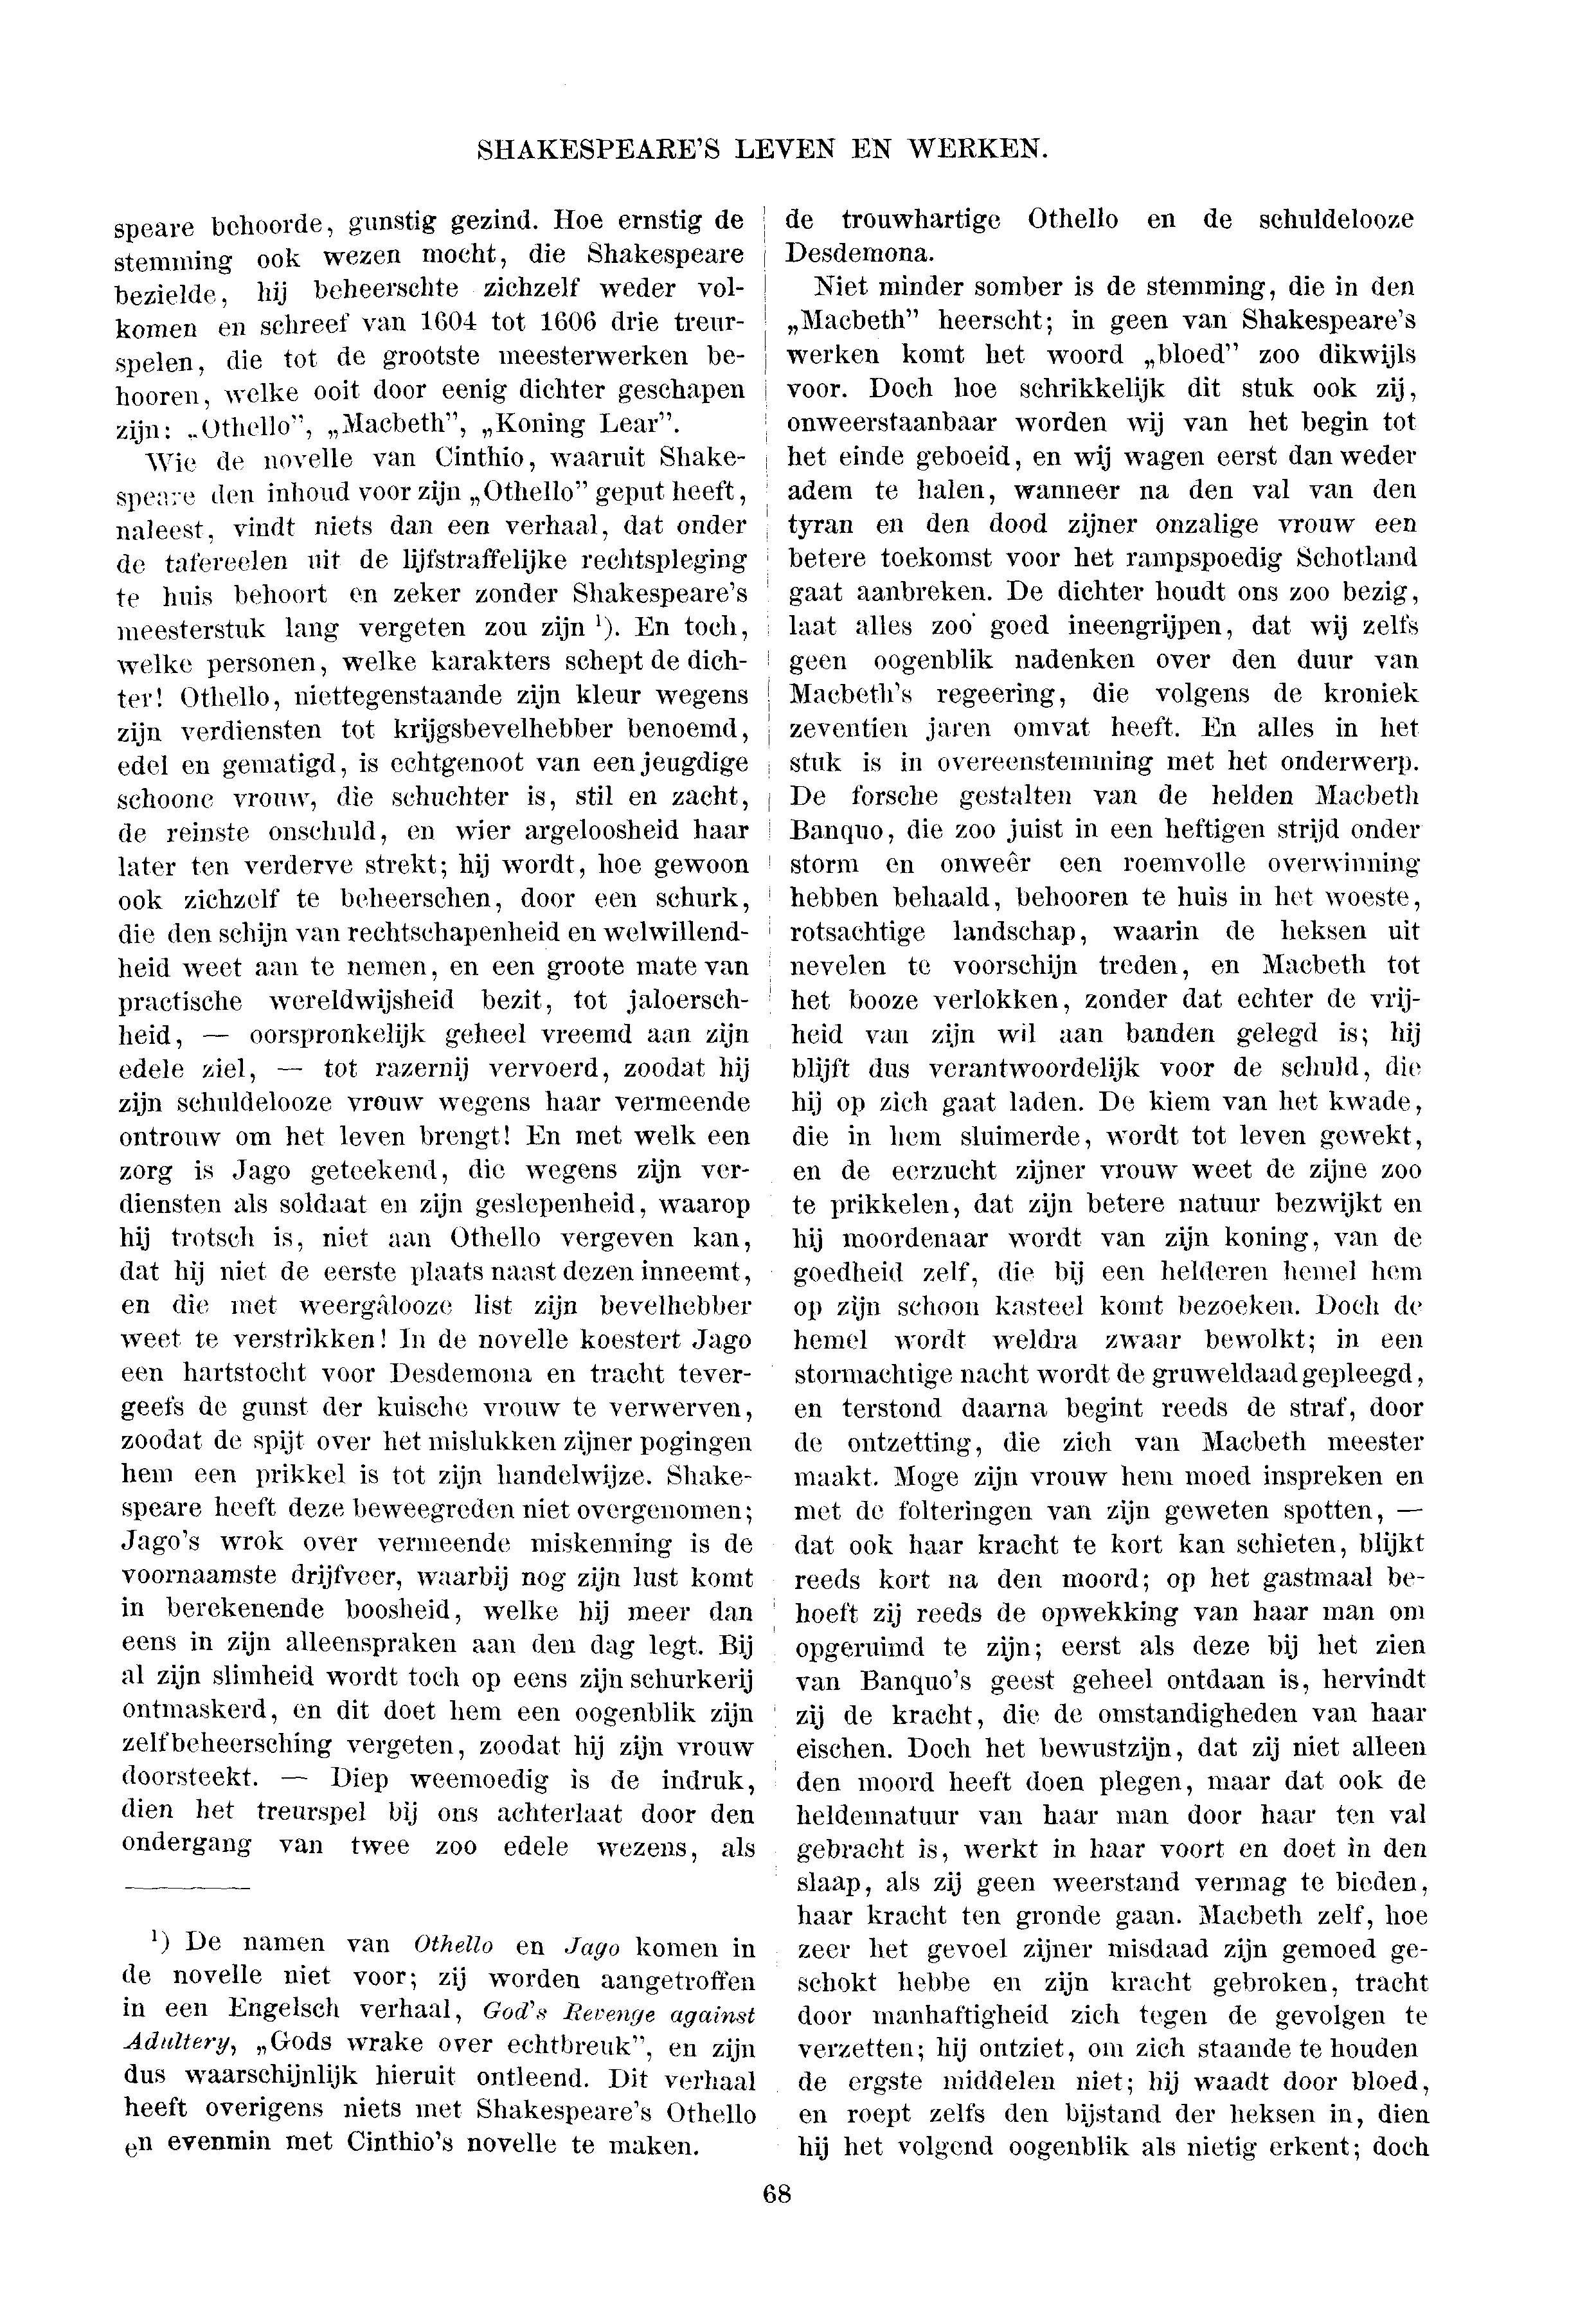 SHAKESPEARE'S LEVEN EN WERKEN.
speare behoorde, gunstig gezind. Hoe ernstig de
stemming ook wezen mocht, die Shakespeare
bezielde, hij beheerschte zichzelf weder vol-
komen en schreef van 1604 tot 1606 drie treur-
spelen, die tot de grootste meesterwerken be-
hooren, welke ooit door eenig dichter geschapen
zijn: „Othello”, „Macbeth”, „Koning Lear”.
Wie de novelle van Cinthio, waaruit Shake-
speare den inhoud voor zijn „Othello” geput heeft,
naleest, vindt niets dan een verhaal, dat onder
de tafereelen uit de lijfstraffelijke rechtspleging
te huis behoort en zeker zonder Shakespeare's
meesterstuk lang vergeten zou zijn ¹). En toch,
welke personen, welke karakters schept de dich-
ter! Othello, niettegenstaande zijn kleur wegens
zijn verdiensten tot krijgsbevelhebber benoemd,
edel en gematigd, is echtgenoot van een jeugdige
schoone vrouw, die schuchter is, stil en zacht,
de reinste onschuld, en wier argeloosheid haar
later ten verderve strekt; hij wordt, hoe gewoon
ook zichzelf te beheerschen, door een schurk,
die den schijn van rechtschapenheid en welwillend-
heid weet aan te nemen, en een groote mate van
practische wereldwijsheid bezit, tot jaloersch-
heid, — oorspronkelijk geheel vreemd aan zijn
edele ziel, — tot razernij vervoerd, zoodat hij
zijn schuldelooze vrouw wegens haar vermeende
ontrouw om het leven brengt! En met welk een
zorg is Jago geteekend, die wegens zijn ver-
diensten als soldaat en zijn geslepenheid, waarop
hij trotsch is, niet aan Othello vergeven kan,
dat hij niet de eerste plaats naast dezen inneemt,
en die met weergâlooze list zijn bevelhebber
weet te verstrikken! In de novelle koestert Jago
een hartstocht voor Desdemona en tracht tever-
geefs de gunst der kuische vrouw te verwerven,
zoodat de spijt over het mislukken zijner pogingen
hem een prikkel is tot zijn handelwijze. Shake-
speare heeft deze beweegreden niet overgenomen;
Jago's wrok over vermeende miskenning is de
voornaamste drijfveer, waarbij nog zijn lust komt
in berekenende boosheid, welke hij meer dan
eens in zijn alleenspraken aan den dag legt. Bij
al zijn slimheid wordt toch op eens zijn schurkerij
ontmaskerd, en dit doet hem een oogenblik zijn
zelfbeheersching vergeten, zoodat hij zijn vrouw
doorsteekt. — Diep weemoedig is de indruk,
dien het treurspel bij ons achterlaat door den
ondergang van twee zoo edele wezens, als
¹) De namen van Othello en Jago komen in
de novelle niet voor; zij worden aangetroffen
in een Engelsch verhaal, God's Revenge against
Adultery, „Gods wrake over echtbreuk”, en zijn
dus waarschijnlijk hieruit ontleend. Dit verhaal
heeft overigens niets met Shakespeare's Othello
en evenmin met Cinthio's novelle te maken.
de trouwhartige Othello en de schuldelooze
Desdemona.
Niet minder somber is de stemming, die in den
„Macbeth” heerscht; in geen van Shakespeare's
werken komt het woord „bloed” zoo dikwijls
voor. Doch hoe schrikkelijk dit stuk ook zij,
onweerstaanbaar worden wij van het begin tot
het einde geboeid, en wij wagen eerst dan weder
adem te halen, wanneer na den val van den
tyran en den dood zijner onzalige vrouw een
betere toekomst voor het rampspoedig Schotland
gaat aanbreken. De dichter houdt ons zoo bezig,
laat alles zoo goed ineengrijpen, dat wij zelfs
geen oogenblik nadenken over den duur van
Macbeth's regeering, die volgens de kroniek
zeventien jaren omvat heeft. En alles in het
stuk is in overeenstemming met het onderwerp.
De forsche gestalten van de helden Macbeth
Banquo, die zoo juist in een heftigen strijd onder
storm en onweêr een roemvolle overwinning
hebben behaald, behooren te huis in het woeste,
rotsachtige landschap, waarin de heksen uit
nevelen te voorschijn treden, en Macbeth tot
het booze verlokken, zonder dat echter de vrij-
heid van zijn wil aan banden gelegd is; hij
blijft dus verantwoordelijk voor de schuld, die
hij op zich gaat laden. De kiem van het kwade,
die in hem sluimerde, wordt tot leven gewekt,
en de eerzucht zijner vrouw weet de zijne zoo
te prikkelen, dat zijn betere natuur bezwijkt en
hij moordenaar wordt van zijn koning, van de
goedheid zelf, die bij een helderen hemel hem
op zijn schoon kasteel komt bezoeken. Doch de
hemel wordt weldra zwaar bewolkt; in een
stormachtige nacht wordt de gruweldaad gepleegd,
en terstond daarna begint reeds de straf, door
de ontzetting, die zich van Macbeth meester
maakt. Moge zijn vrouw hem moed inspreken en
met de folteringen van zijn geweten spotten, —
dat ook haar kracht te kort kan schieten, blijkt
reeds kort na den moord; op het gastmaal be-
hoeft zij reeds de opwekking van haar man om
opgeruimd te zijn; eerst als deze bij het zien
van Banquo's geest geheel ontdaan is, hervindt
zij de kracht, die de omstandigheden van haar
eischen. Doch het bewustzijn, dat zij niet alleen
den moord heeft doen plegen, maar dat ook de
heldennatuur van haar man door haar ten val
gebracht is, werkt in haar voort en doet in den
slaap, als zij geen weerstand vermag te bieden,
haar kracht ten gronde gaan. Macbeth zelf, hoe
zeer het gevoel zijner misdaad zijn gemoed ge-
schokt hebbe en zijn kracht gebroken, tracht
door manhaftigheid zich tegen de gevolgen te
verzetten; hij ontziet, om zich staande te houden
de ergste middelen niet; hij waadt door bloed,
en roept zelfs den bijstand der heksen in, dien
hij het volgend oogenblik als nietig erkent; doch
68